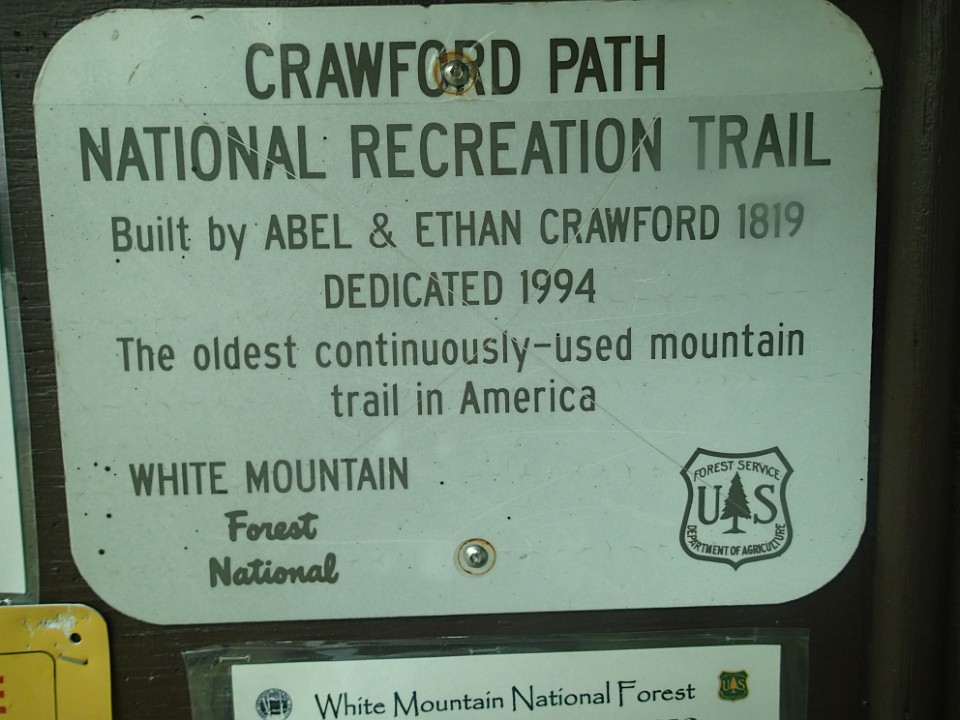 CRAWFORD PATH
NATIONAL RECREATION TRAIL
Built by ABEL & ETHAN CRAWFORD 1819
DEDICATED 1994
The oldest continuously-used mountain
trail in America
WHITE MOUNTAIN
Forest
National
FOREST SERVICE
U S
DEPARTMENT OF AGRICULTURE
White Mountain National Forest
U S